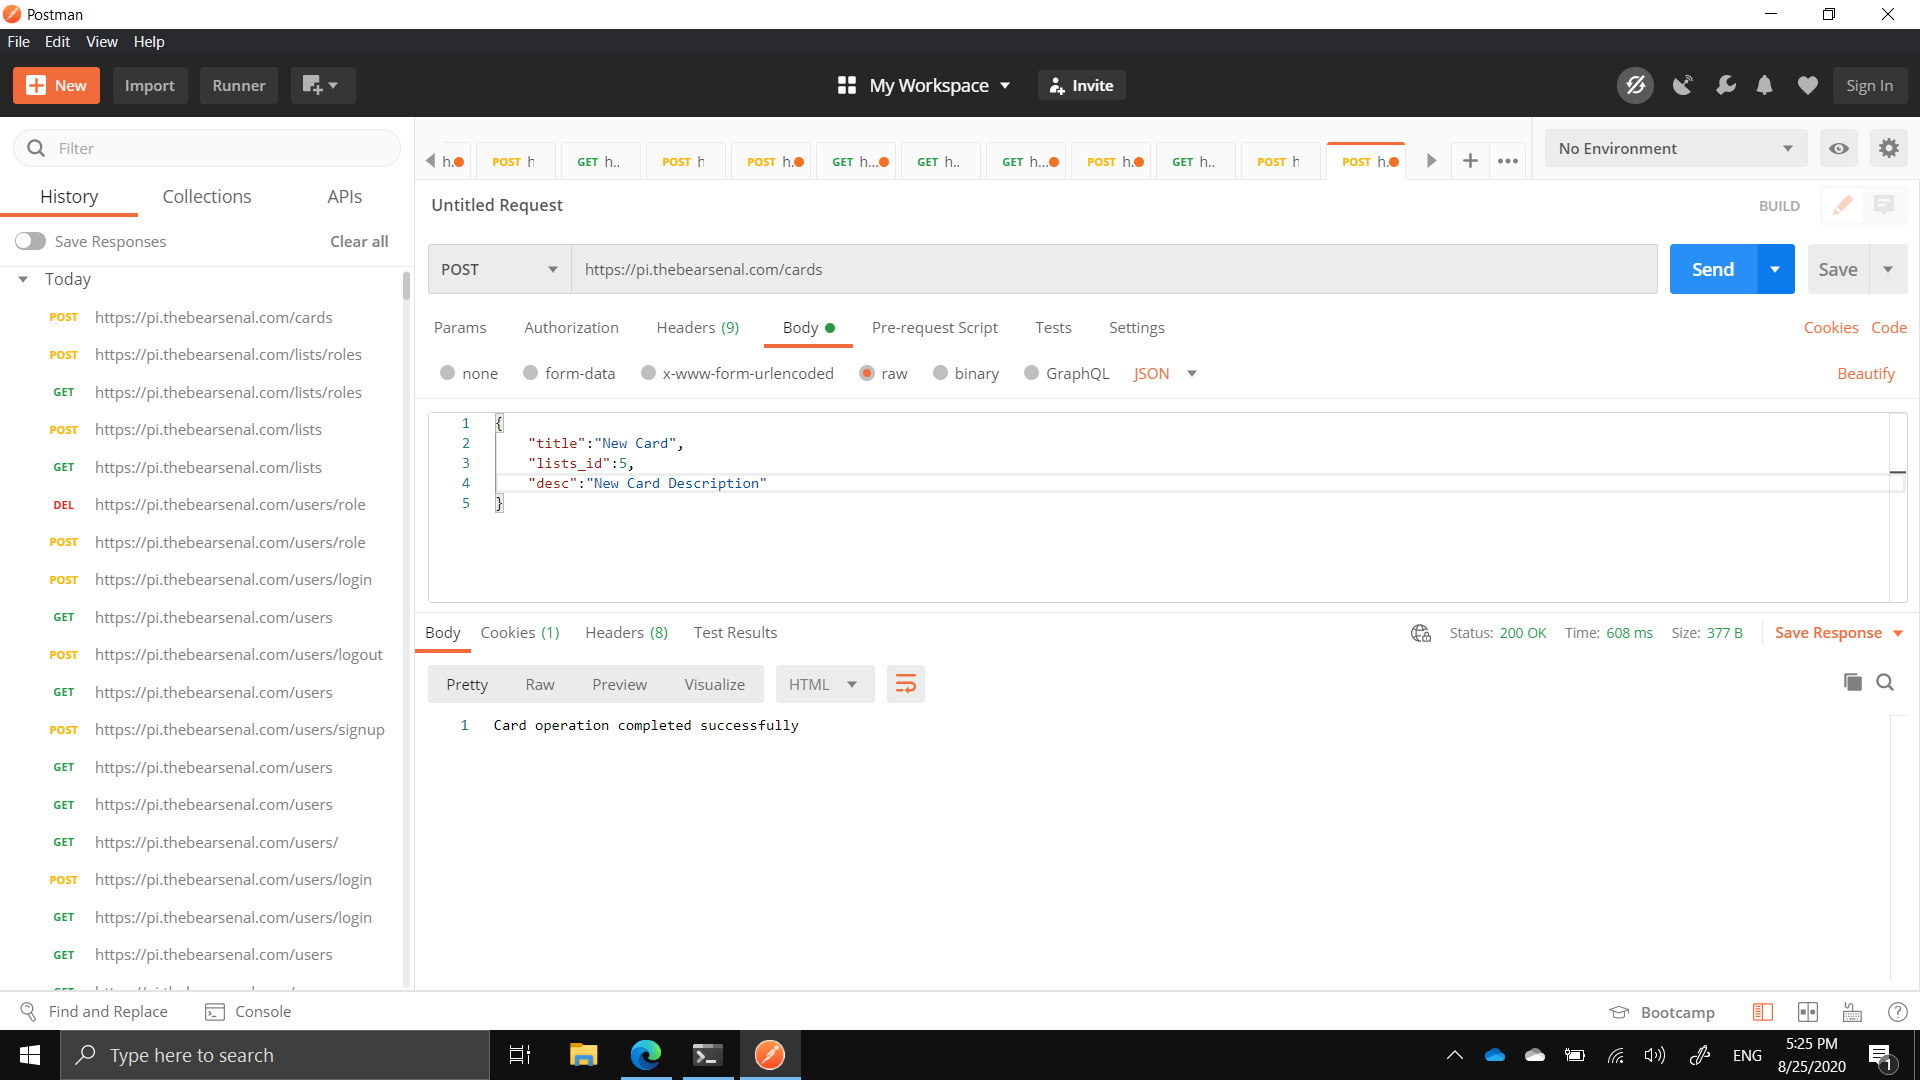 Postman
File Edit View Help
New Import Runner My Workspace Invite Sign In
Filter
h. POST h GET h.. POST h POST h. GET h... GET h.. GET h... POST h. GET h.. POST h POST h.
No Environment
History Collections APIs
Untitled Request BUILD
Save Responses Clear all
POST https://pi.thebearsenal.com/cards Send Save
Today
POST https://pi.thebearsenal.com/cards
POST https://pi.thebearsenal.com/lists/roles
GET https://pi.thebearsenal.com/lists/roles
POST https://pi.thebearsenal.com/lists
GET https://pi.thebearsenal.com/lists
DEL https://pi.thebearsenal.com/users/role
POST https://pi.thebearsenal.com/users/role
POST https://pi.thebearsenal.com/users/login
GET https://pi.thebearsenal.com/users
POST https://pi.thebearsenal.com/users/logout
GET https://pi.thebearsenal.com/users
POST https://pi.thebearsenal.com/users/signup
GET https://pi.thebearsenal.com/users
GET https://pi.thebearsenal.com/users
GET https://pi.thebearsenal.com/users/
POST https://pi.thebearsenal.com/users/login
GET https://pi.thebearsenal.com/users/login
GET https://pi.thebearsenal.com/users
Params Authorization Headers (9) Body Pre-request Script Tests Settings Cookies Code
none form-data x-www-form-urlencoded raw binary GraphQL JSON Beautify
1 {
2 "title":"New Card",
3 "lists_id":5,
4 "desc":"New Card Description"
5 }
Body Cookies (1) Headers (8) Test Results Status: 200 OK Time: 608 ms Size: 377 B Save Response
Pretty Raw Preview Visualize HTML
1 Card operation completed successfully
Find and Replace Console Bootcamp
Type here to search ENG 5:25 PM
8/25/2020 1